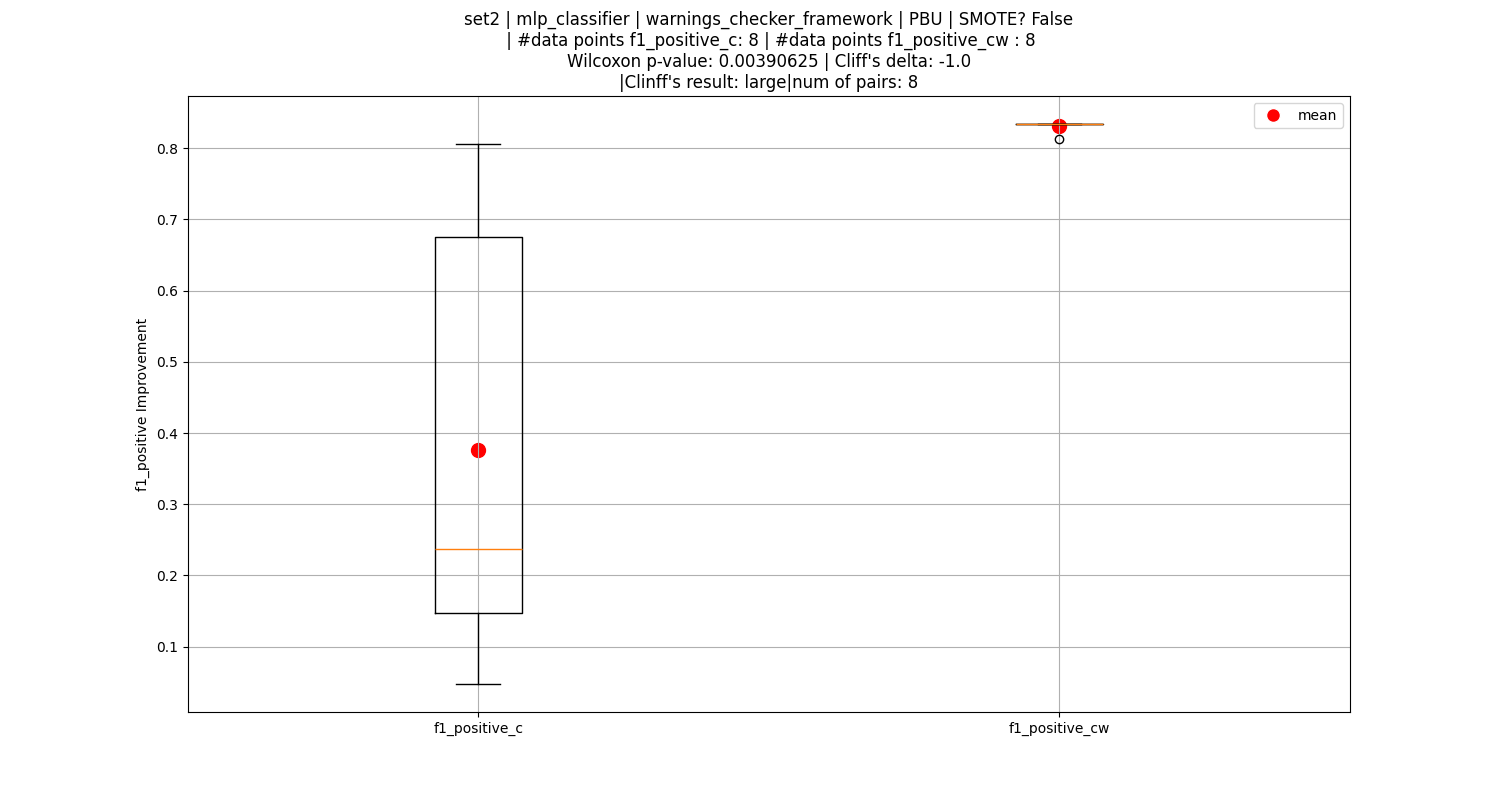 set2 | mlp_classifier | warnings_checker_framework | PBU | SMOTE? False
| #data points f1_positive_c: 8 | #data points f1_positive_cw : 8
Wilcoxon p-value: 0.00390625 | Cliff's delta: -1.0
|Clinff's result: large|num of pairs: 8
mean
0.8
0.7
0.6
0.5
0.4
0.3
0.2
0.1
f1_positive Improvement
f1_positive_c
f1_positive_cw